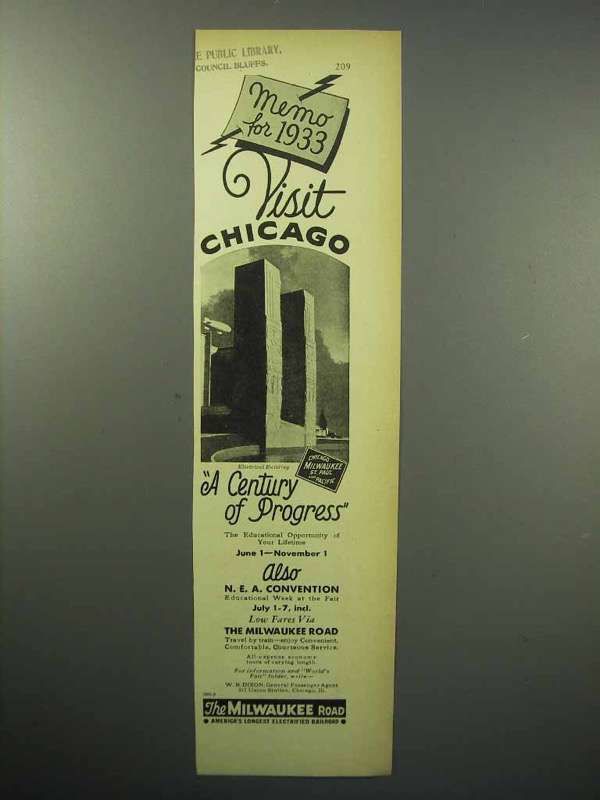 E PUBLIC LIBRARY,
COUNCIL BLUFFS.
209
Memo
for 1933
Visit
CHICAGO
Electrical Building
CHICAGO
MILWAUKEE
ST. PAUL
AND PACIFIC
"A Century
of Progress"
The Educational Opportunity of
Your Lifetime
June 1—November 1
Also
N. E. A. CONVENTION
Educational Week at the Fair
July 1-7, incl.
Low Fares Via
THE MILWAUKEE ROAD
Travel by train—enjoy Convenient,
Comfortable, Courteous Service.
All-expense economy
tours of varying length.
For information and "World's
Fair" folder, write—
W. B. DIXON, General Passenger Agent
Union Station, Chicago, Ill.
The MILWAUKEE ROAD
AMERICA'S LONGEST ELECTRIFIED RAILROAD